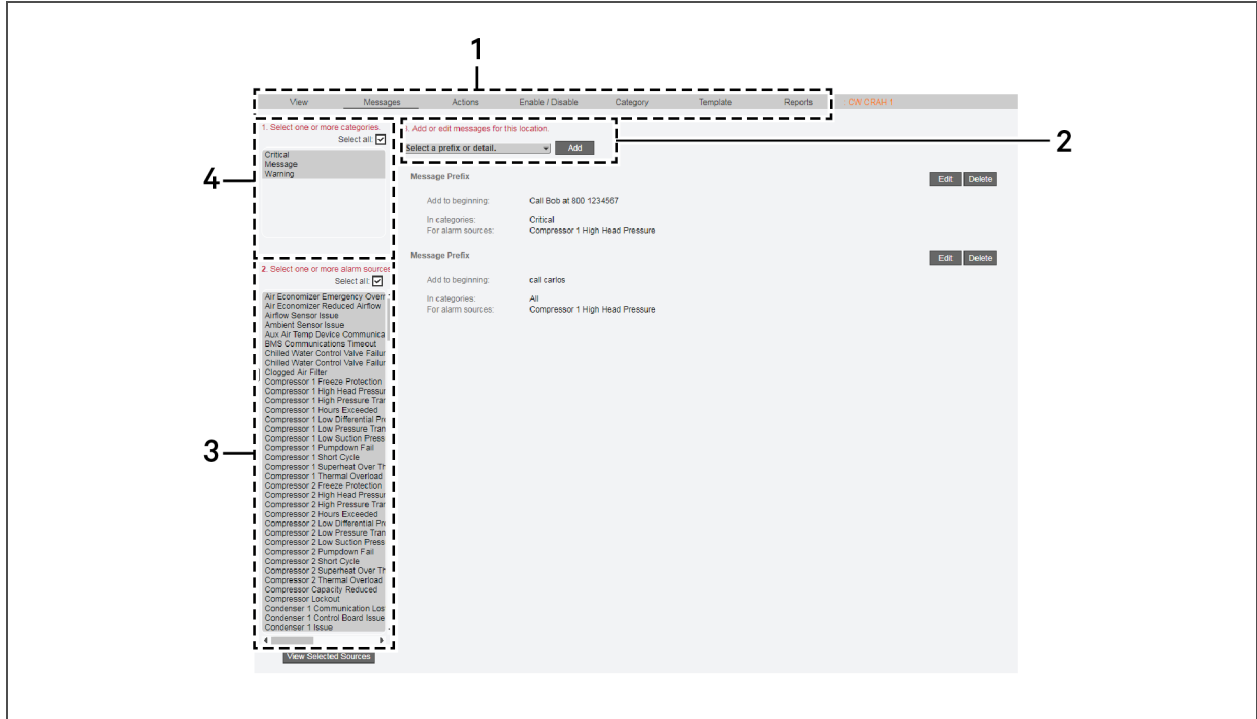 1
View Messages Actions Enable / Disable Category Template Reports : CW CRAH 1
1. Select one or more categories.
Select all:
Critical
Message
Warning
4
. Add or edit messages for this location.
Select a prefix or detail. Add
2
Message Prefix Edit Delete
Add to beginning: Call Bob at 800 1234567
In categories: Critical
For alarm sources: Compressor 1 High Head Pressure
Message Prefix Edit Delete
Add to beginning: call carlos
In categories: All
For alarm sources: Compressor 1 High Head Pressure
2. Select one or more alarm sources
Select all:
Air Economizer Emergency Overr
Air Economizer Reduced Airflow
Airflow Sensor Issue
Ambient Sensor Issue
Aux Air Temp Device Communica
BMS Communications Timeout
Chilled Water Control Valve Failur
Chilled Water Control Valve Failur
Clogged Air Filter
Compressor 1 Freeze Protection
Compressor 1 High Head Pressur
Compressor 1 High Pressure Tran
Compressor 1 Hours Exceeded
Compressor 1 Low Differential Pre
Compressor 1 Low Pressure Tran
Compressor 1 Low Suction Press
Compressor 1 Pumpdown Fail
Compressor 1 Short Cycle
Compressor 1 Superheat Over Th
Compressor 1 Thermal Overload
Compressor 2 Freeze Protection
Compressor 2 High Head Pressur
Compressor 2 High Pressure Tran
Compressor 2 Hours Exceeded
Compressor 2 Low Differential Pre
Compressor 2 Low Pressure Tran
Compressor 2 Low Suction Press
Compressor 2 Pumpdown Fail
Compressor 2 Short Cycle
Compressor 2 Superheat Over Th
Compressor 2 Thermal Overload
Compressor Capacity Reduced
Compressor Lockout
Condenser 1 Communication Los
Condenser 1 Control Board Issue
Condenser 1 Issue
3
View Selected Sources